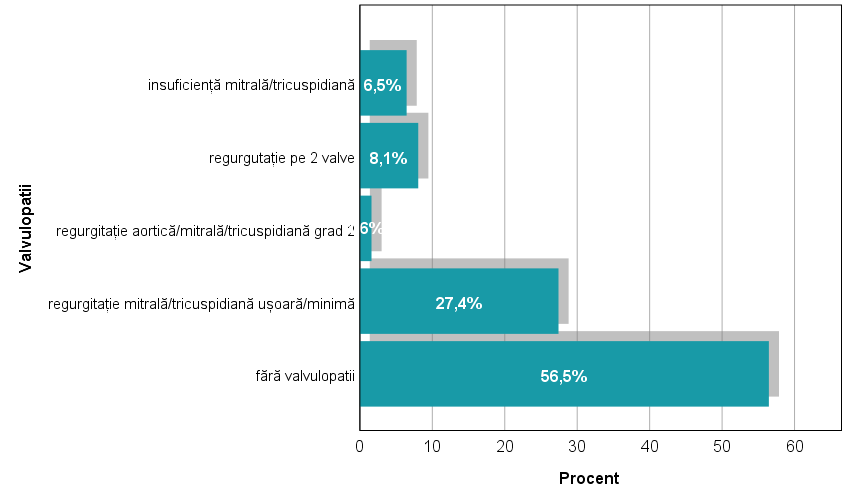 Valvulopatii
insuficiență mitrală/tricuspidiană
6,5%
regurgutație pe 2 valve
8,1%
regurgitație aortică/mitrală/tricuspidiană grad 2
6%
regurgitație mitrală/tricuspidiană ușoară/minimă
27,4%
fără valvulopatii
56,5%
0 10 20 30 40 50 60
Procent